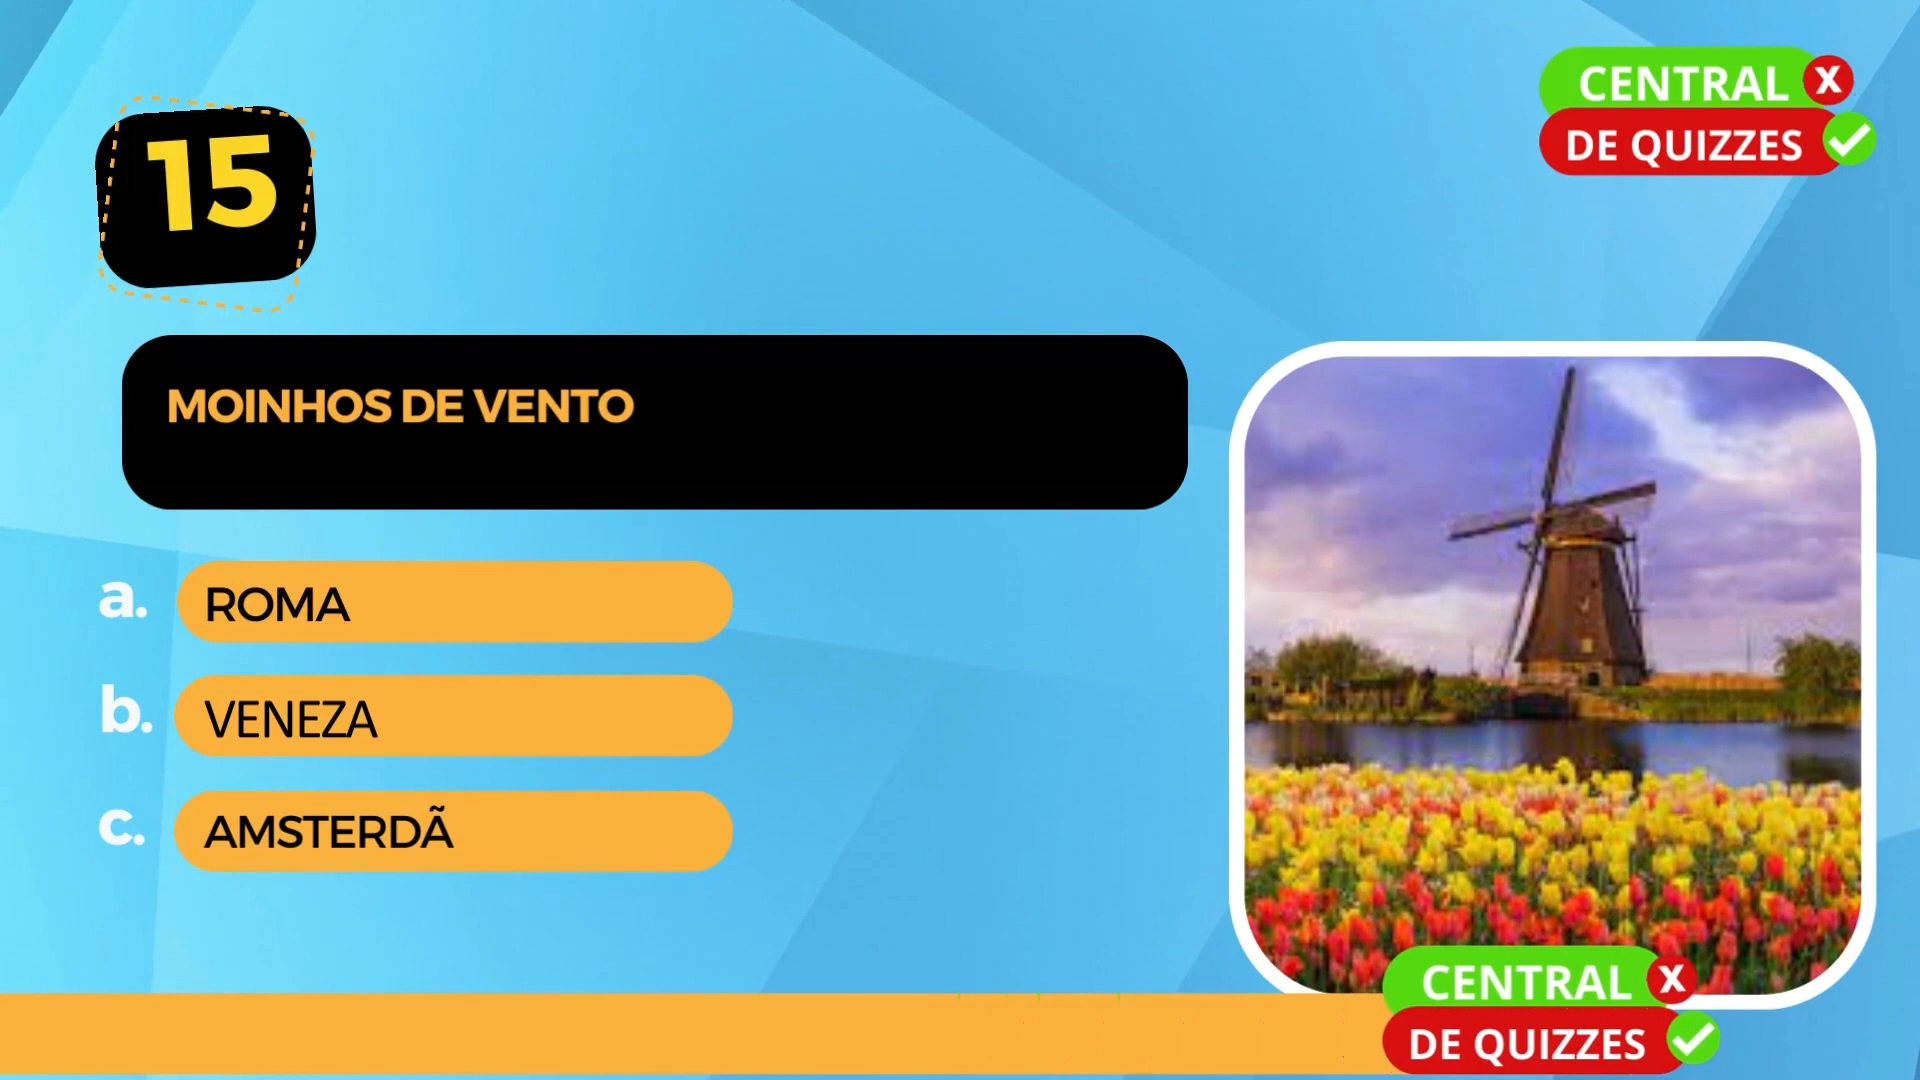 CENTRAL X
DE QUIZZES
15
MOINHOS DE VENTO
a. ROMA
b. VENEZA
c. AMSTERDÃ
CENTRAL X
DE QUIZZES